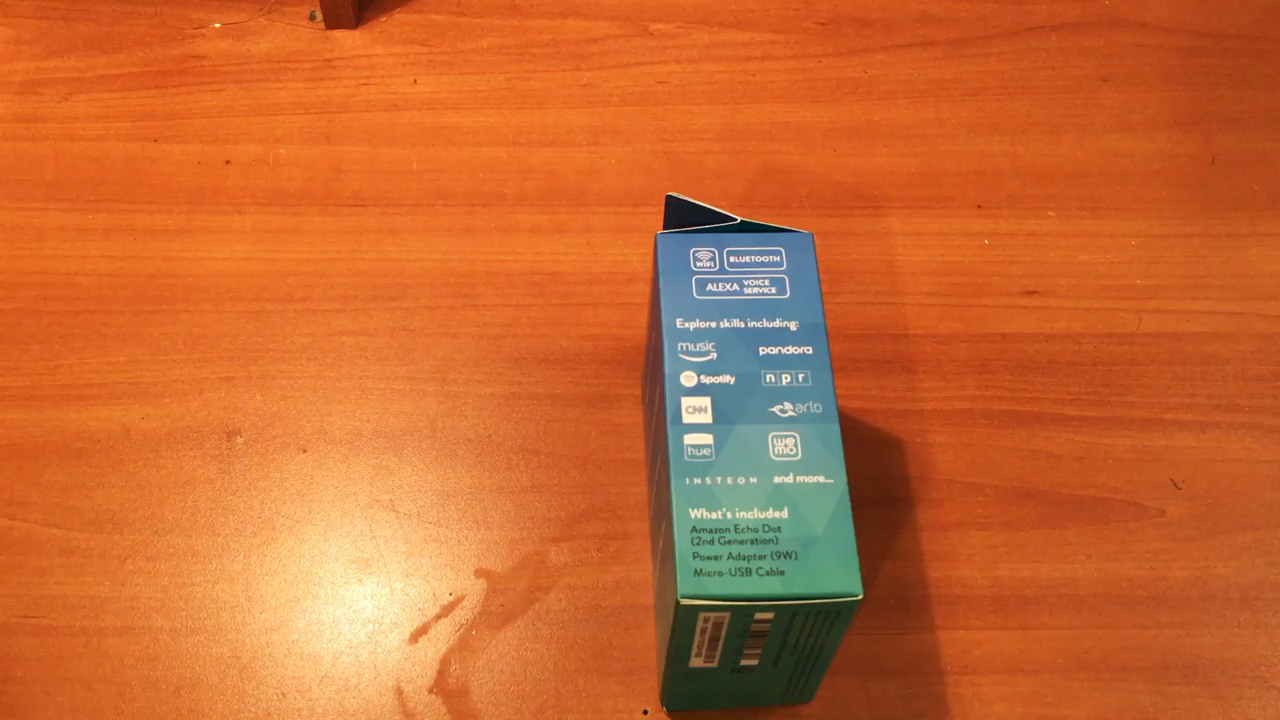 WiFi BLUETOOTH
ALEXA VOICE SERVICE
Explore skills including:
music pandora
Spotify npr
CNN arlo
hue wemo
INSTEON and more...
What's included
Amazon Echo Dot
(2nd Generation)
Power Adapter (9W)
Micro-USB Cable